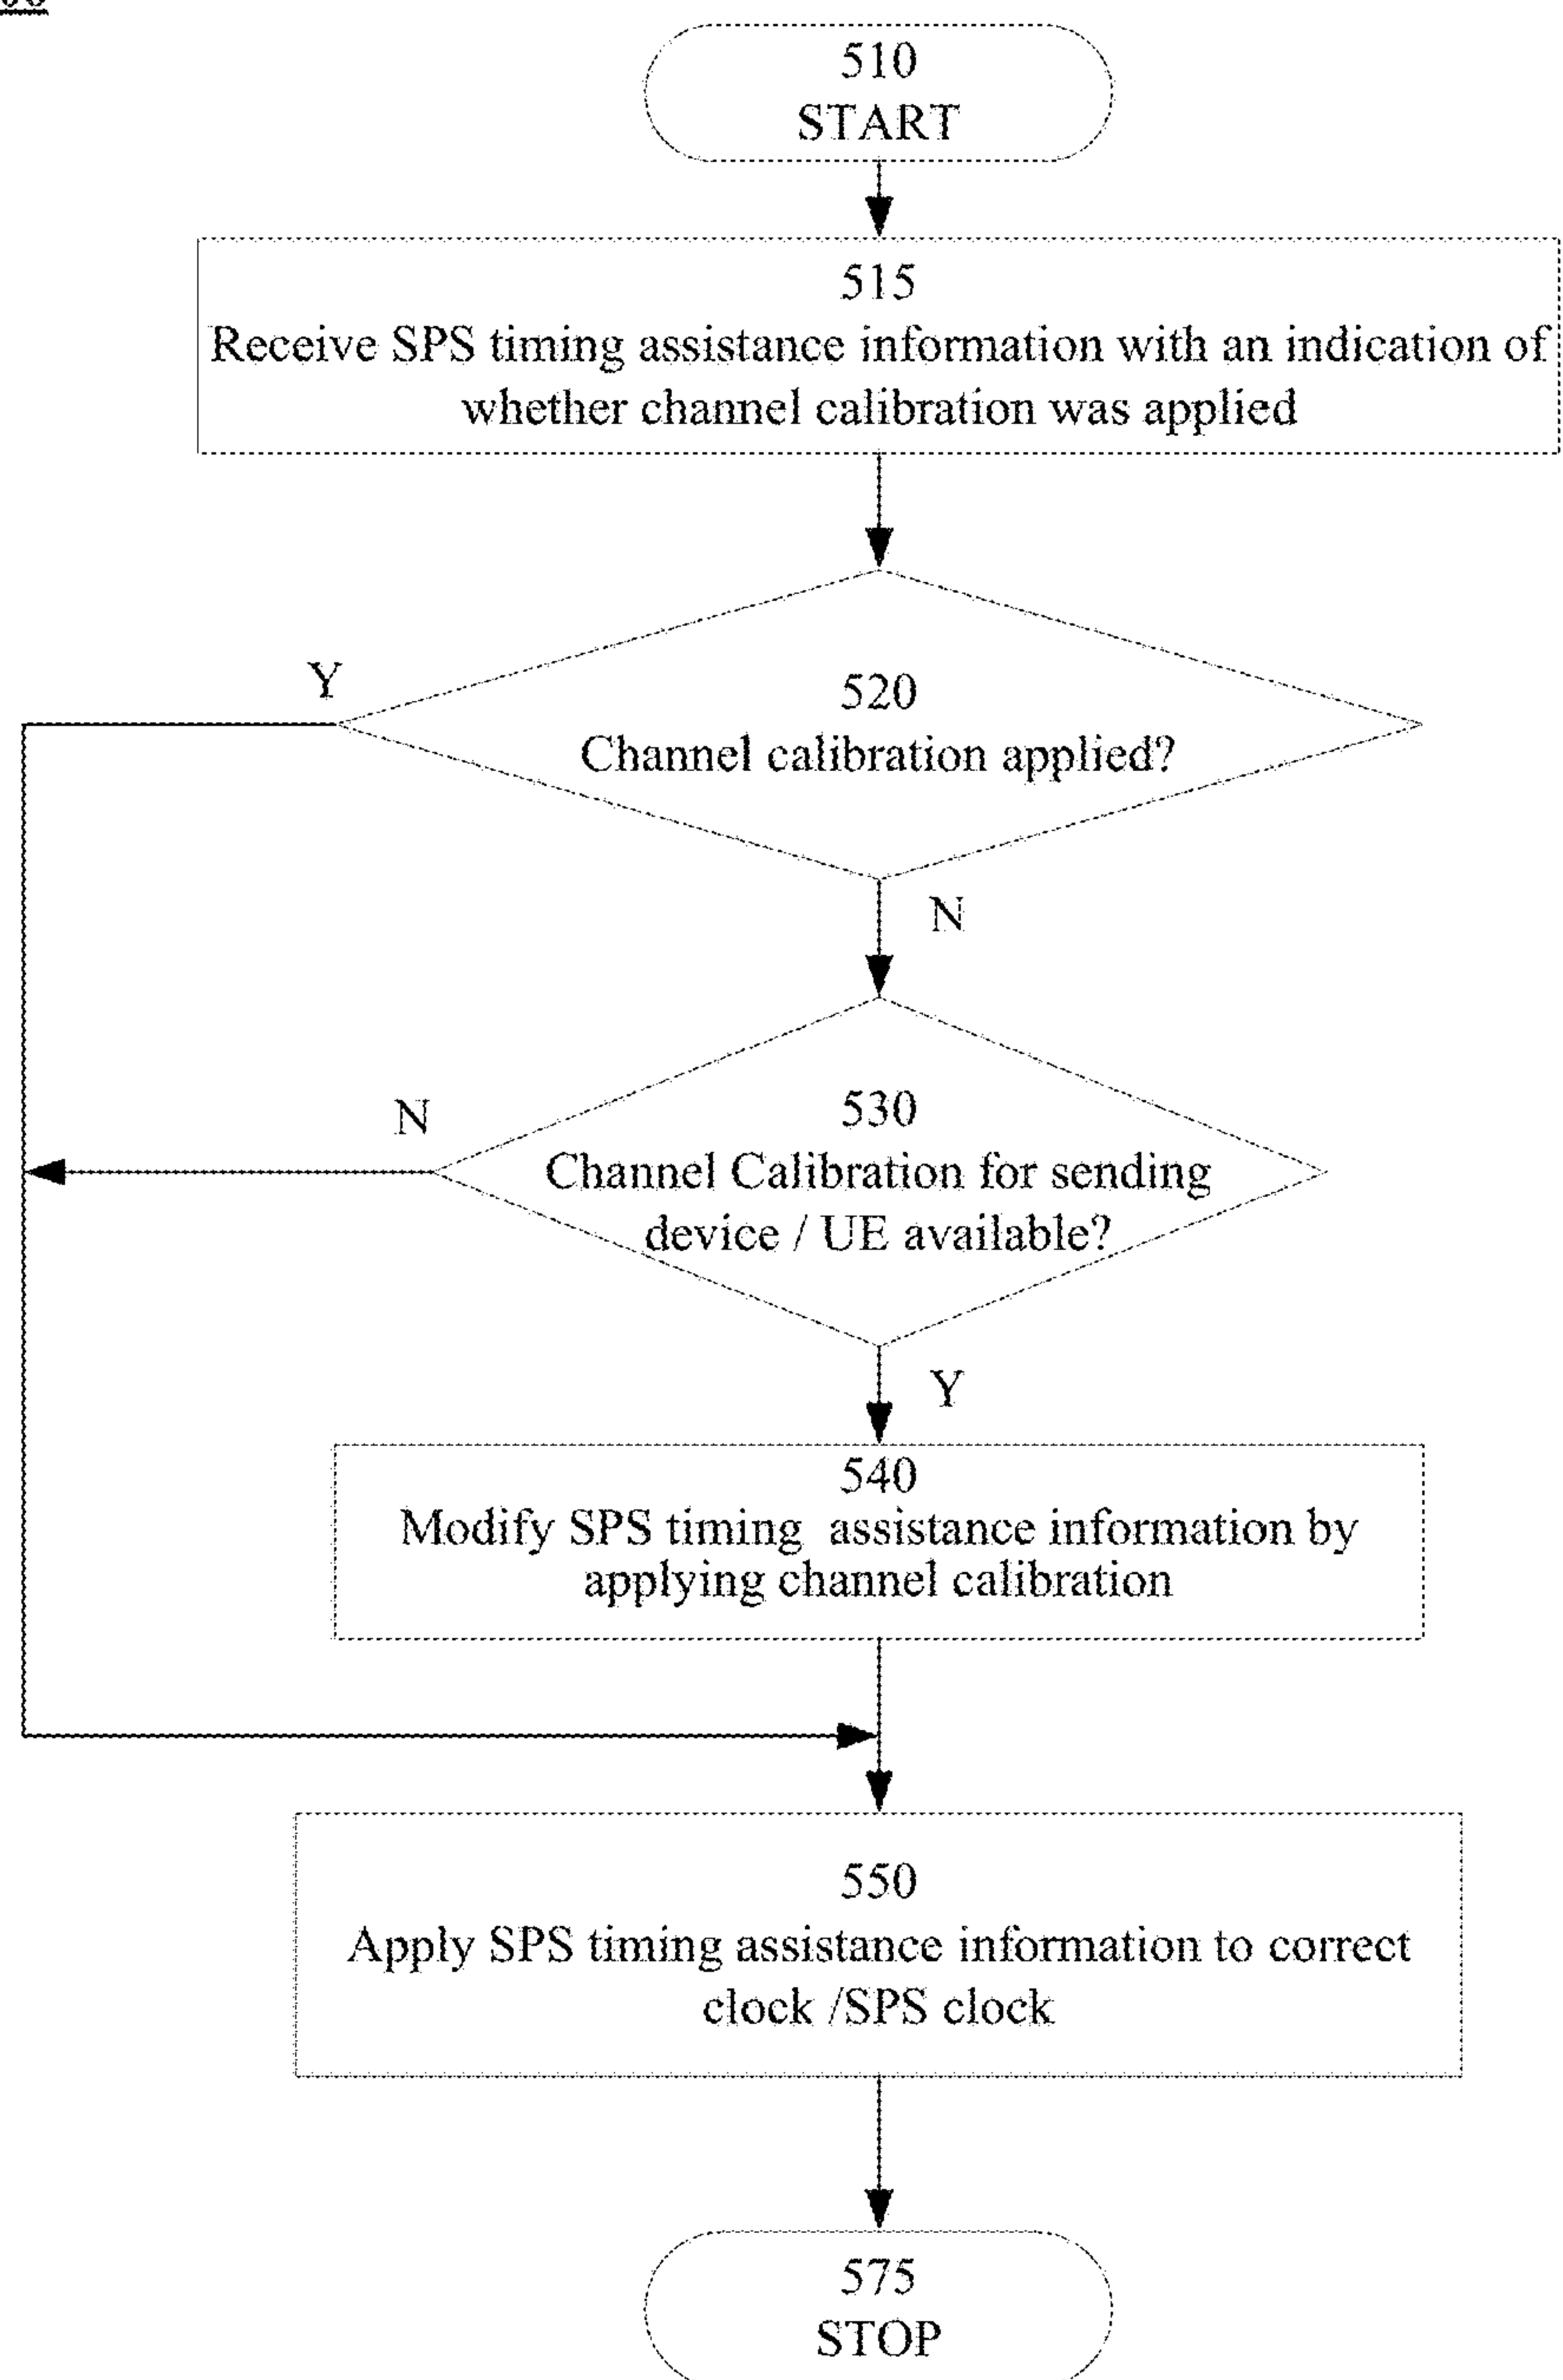 510
START
515
Receive SPS timing assistance information with an indication of
whether channel calibration was applied
Y
520
Channel calibration applied?
N
N
530
Channel Calibration for sending
device / UE available?
Y
540
Modify SPS timing assistance information by
applying channel calibration
550
Apply SPS timing assistance information to correct
clock /SPS clock
575
STOP